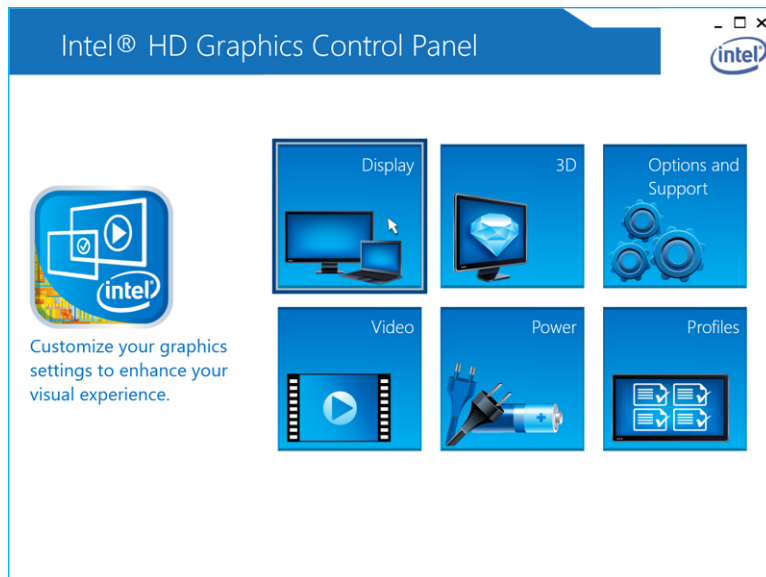 Intel® HD Graphics Control Panel
intel
Display
3D
Options and
Support
intel
Customize your graphics
settings to enhance your
visual experience.
Video
Power
Profiles